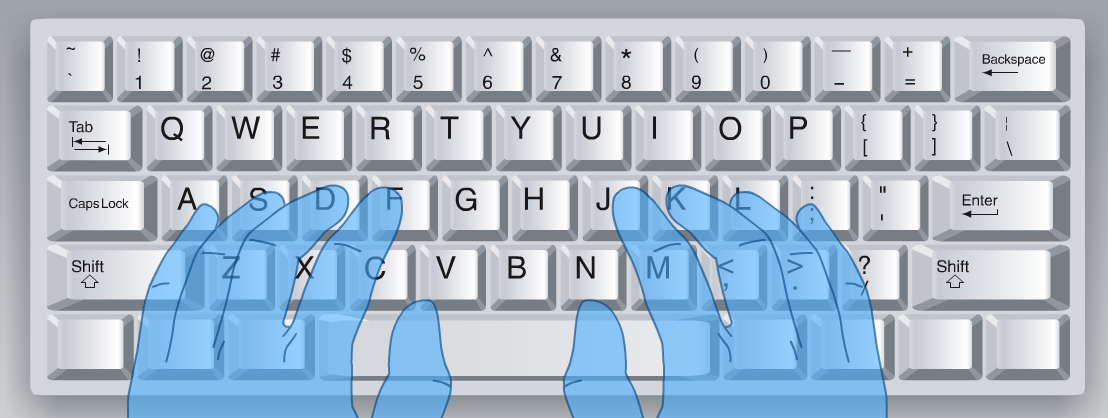 ~ ! @ # $ % ^ & * ( ) — +
` 1 2 3 4 5 6 7 8 9 0 – = Backspace
Tab Q W E R T Y U I O P { [ } ] ¦ \
Caps Lock A S D F G H J K L : ; " ' Enter
Shift Z X C V B N M < , > . ? / Shift